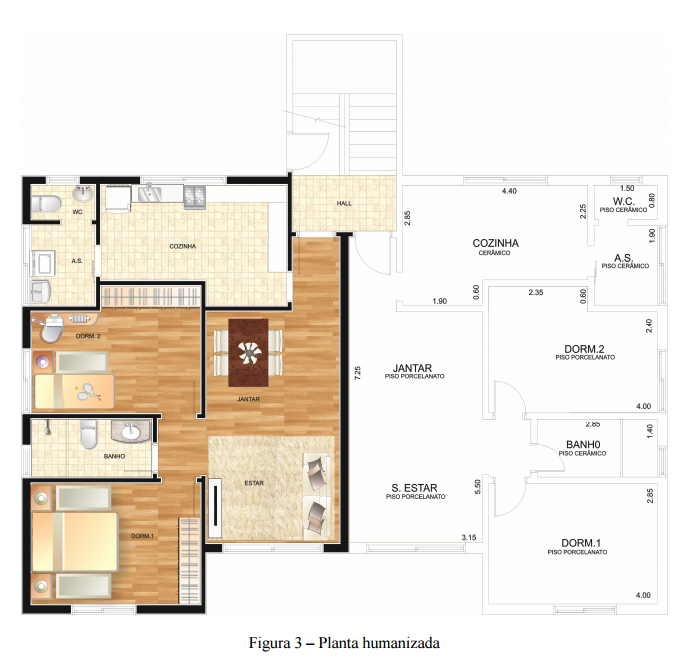 HALL
WC
A.S.
COZINHA
DORM. 2
JANTAR
BANHO
ESTAR
DORM.1
4.40
2.85
2.25
COZINHA
CERÂMICO
1.50
W.C.
PISO CERÂMICO
0.80
1.90
A.S.
PISO CERÂMICO
1.90
0.60
2.35
0.60
2.40
DORM.2
PISO PORCELANATO
4.00
7.25
JANTAR
PISO PORCELANATO
2.85
BANH0
PISO CERÂMICO
1.40
S. ESTAR
PISO PORCELANATO
5.50
3.15
2.85
DORM.1
PISO PORCELANATO
4.00
Figura 3 – Planta humanizada